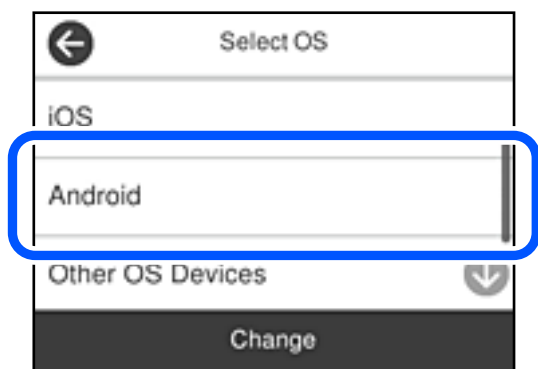 Select OS
iOS
Android
Other OS Devices
Change